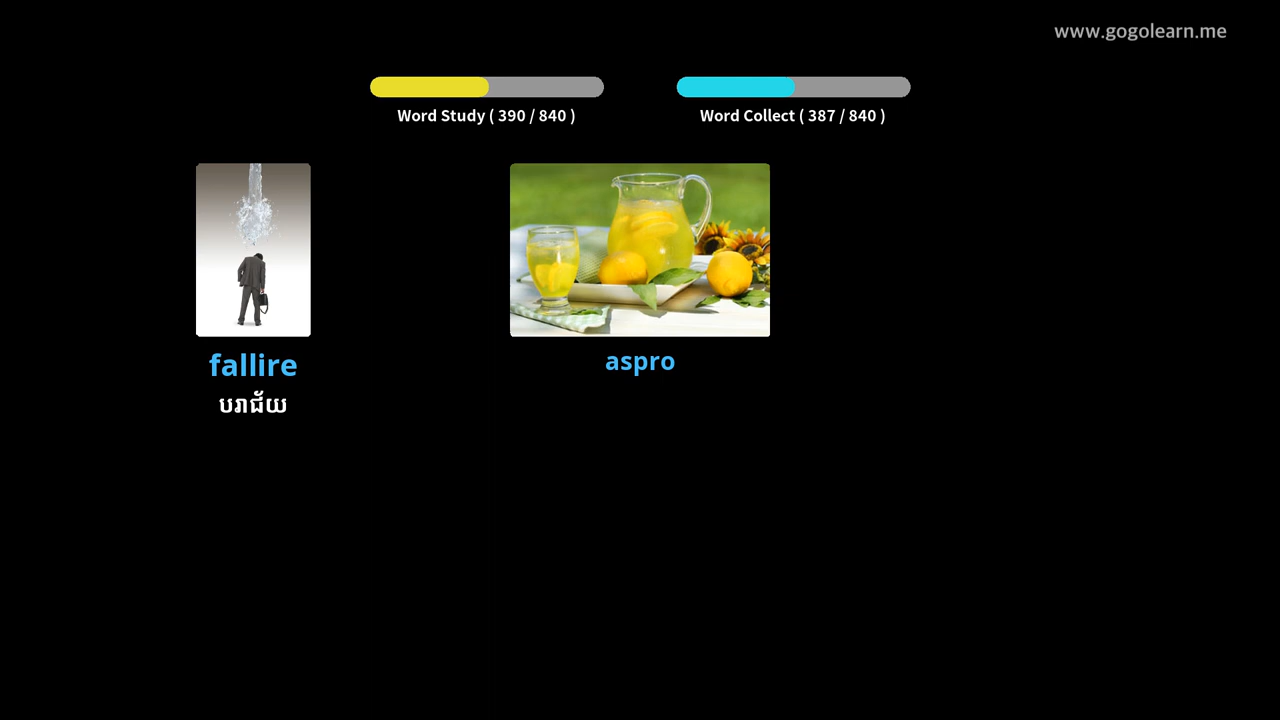 www.gogolearn.me
Word Study ( 390 / 840 )
Word Collect ( 387 / 840 )
fallire
បរាជ័យ
aspro